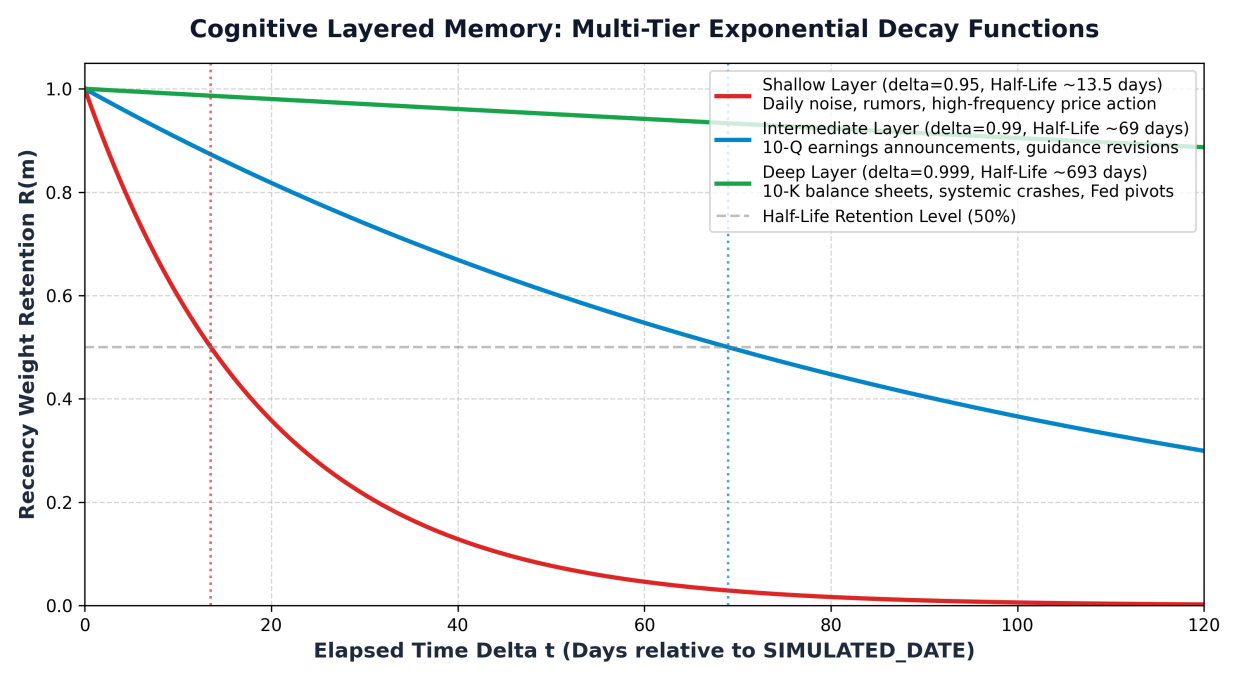 Cognitive Layered Memory: Multi-Tier Exponential Decay Functions
Shallow Layer (delta=0.95, Half-Life ~13.5 days)
Daily noise, rumors, high-frequency price action
Intermediate Layer (delta=0.99, Half-Life ~69 days)
10-Q earnings announcements, guidance revisions
Deep Layer (delta=0.999, Half-Life ~693 days)
10-K balance sheets, systemic crashes, Fed pivots
Half-Life Retention Level (50%)
Recency Weight Retention R(m)
1.0
0.8
0.6
0.4
0.2
0.0
0 20 40 60 80 100 120
Elapsed Time Delta t (Days relative to SIMULATED_DATE)